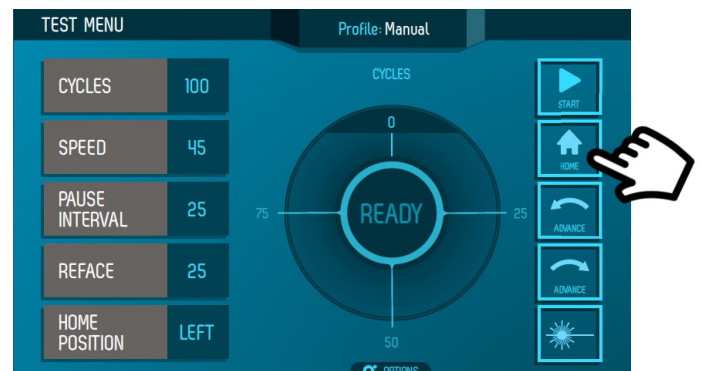 TEST MENU
Profile: Manual
CYCLES 100
SPEED 45
PAUSE
INTERVAL 25
REFACE 25
HOME
POSITION LEFT
CYCLES
0
75
READY
25
50
OPTIONS
START
HOME
ADVANCE
ADVANCE